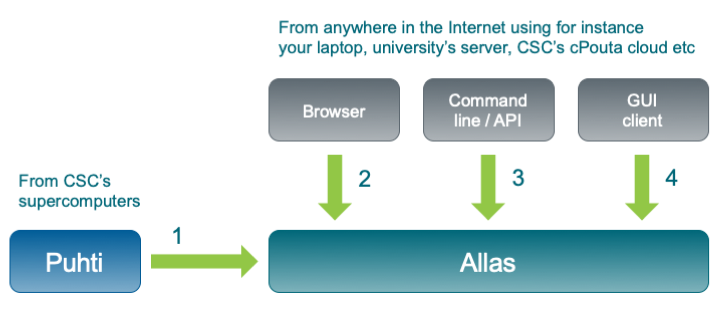 From anywhere in the Internet using for instance
your laptop, university's server, CSC's cPouta cloud etc
Browser
Command
line / API
GUI
client
2
3
4
From CSC's
supercomputers
1
Puhti
Allas